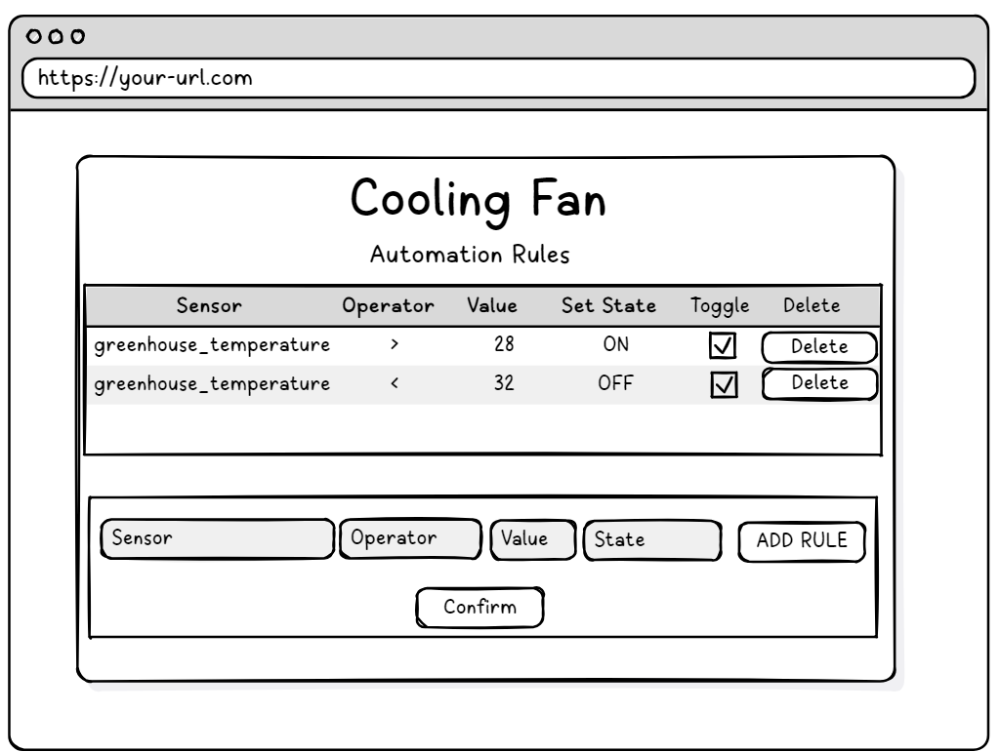 https://your-url.com
Cooling Fan
Automation Rules
Sensor Operator Value Set State Toggle Delete
greenhouse_temperature > 28 ON Delete
greenhouse_temperature < 32 OFF Delete
Sensor Operator Value State ADD RULE
Confirm